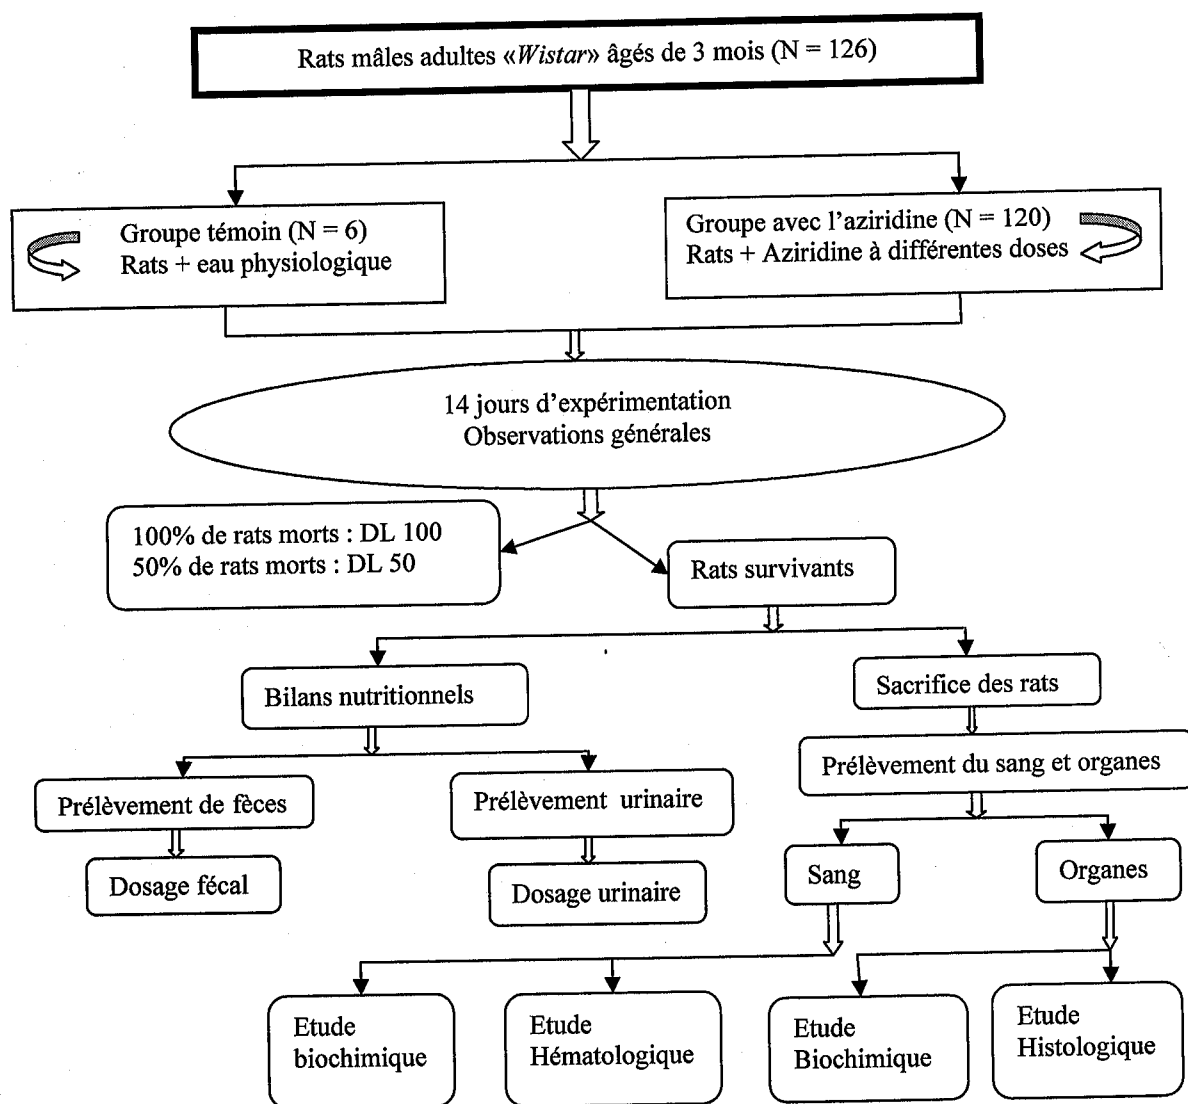 Rats mâles adultes «Wistar» âgés de 3 mois (N = 126)
Groupe témoin (N = 6)
Rats + eau physiologique
Groupe avec l'aziridine (N = 120)
Rats + Aziridine à différentes doses
14 jours d'expérimentation
Observations générales
100% de rats morts : DL 100
50% de rats morts : DL 50
Rats survivants
Bilans nutritionnels
Sacrifice des rats
Prélèvement de fèces
Prélèvement urinaire
Prélèvement du sang et organes
Dosage fécal
Dosage urinaire
Sang
Organes
Etude
biochimique
Etude
Hématologique
Etude
Biochimique
Etude
Histologique